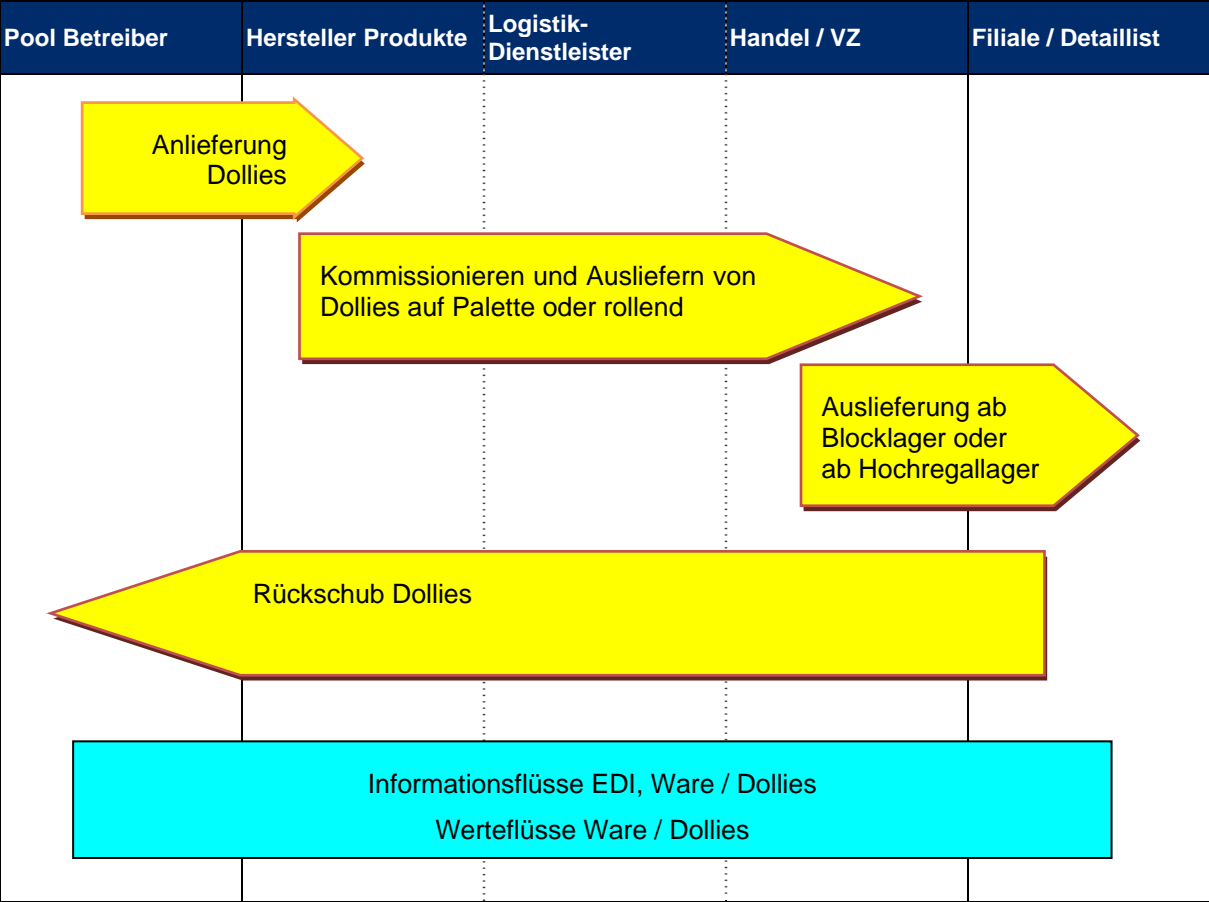 Pool Betreiber
Hersteller Produkte
Logistik-
Dienstleister
Handel / VZ
Filiale / Detaillist
Anlieferung
Dollies
Kommissionieren und Ausliefern von
Dollies auf Palette oder rollend
Auslieferung ab
Blocklager oder
ab Hochregallager
Rückschub Dollies
Informationsflüsse EDI, Ware / Dollies
Werteflüsse Ware / Dollies